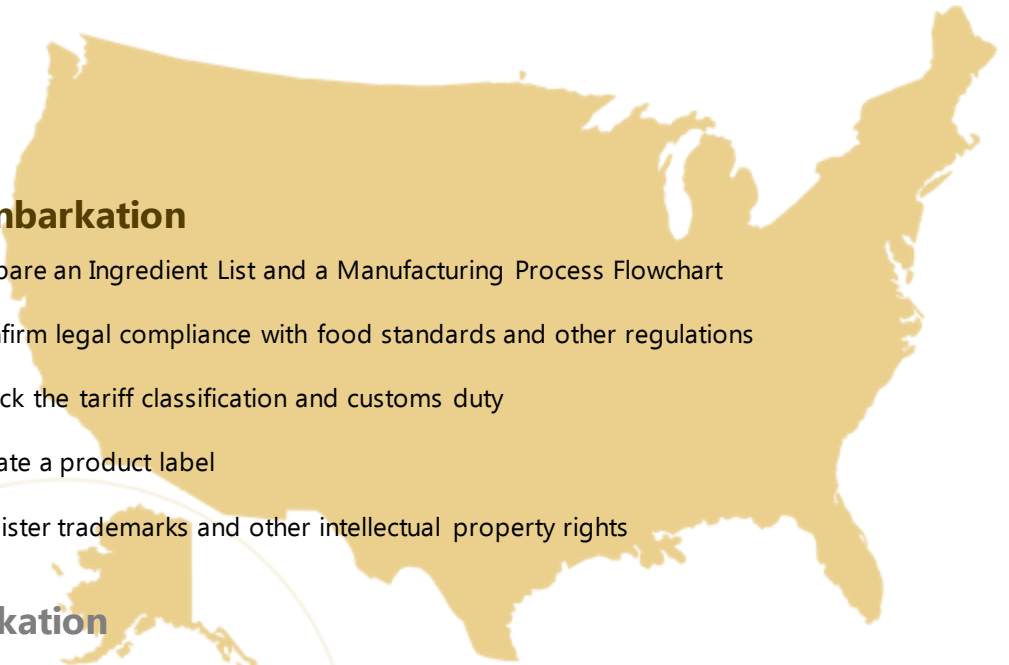 mbarkation
pare an Ingredient List and a Manufacturing Process Flowchart
firm legal compliance with food standards and other regulations
ck the tariff classification and customs duty
ate a product label
ister trademarks and other intellectual property rights
kation